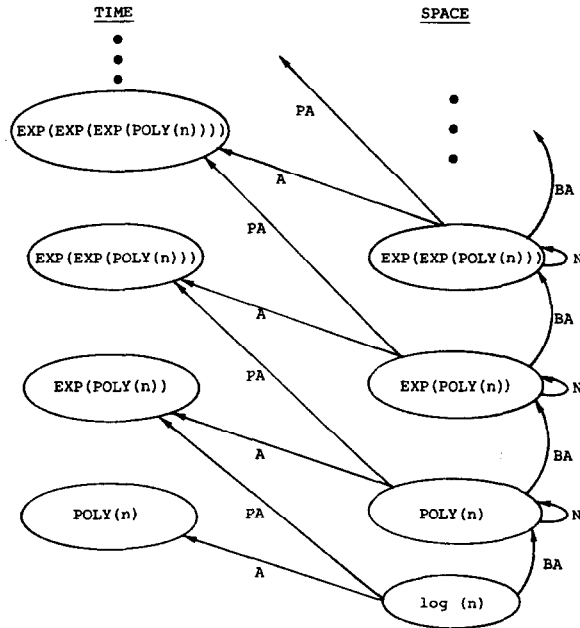 TIME
SPACE
PA
EXP(EXP(EXP(POLY(n))))
A
BA
PA
EXP(EXP(POLY(n)))
EXP(EXP(POLY(n)))
N
A
BA
PA
EXP(POLY(n))
EXP(POLY(n))
N
A
BA
POLY(n)
PA
POLY(n)
N
A
BA
log (n)